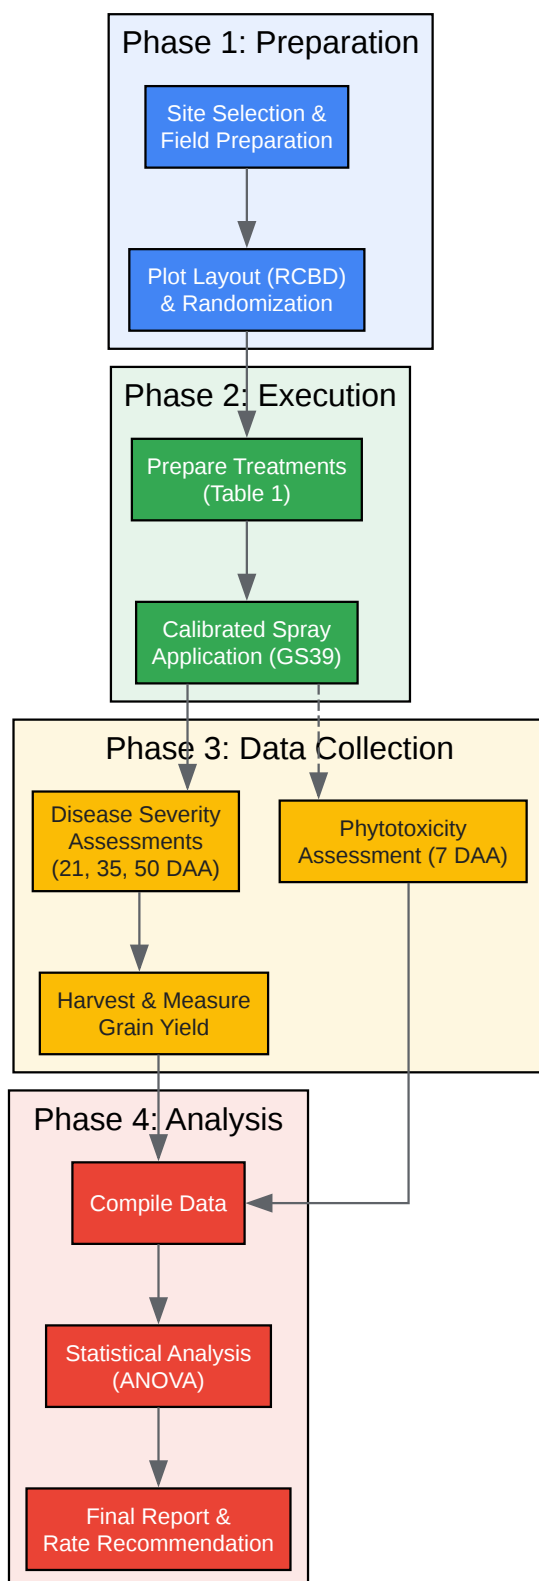 Phase 1: Preparation
Site Selection &
Field Preparation
Plot Layout (RCBD)
& Randomization
Phase 2: Execution
Prepare Treatments
(Table 1)
Calibrated Spray
Application (GS39)
Phase 3: Data Collection
Disease Severity
Assessments
(21, 35, 50 DAA)
Phytotoxicity
Assessment (7 DAA)
Harvest & Measure
Grain Yield
Phase 4: Analysis
Compile Data
Statistical Analysis
(ANOVA)
Final Report &
Rate Recommendation